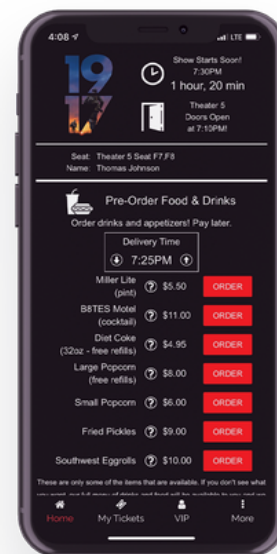 4:08
LTE
19
17
Show Starts Soon!
7:30PM
1 hour, 20 min
Theater 5
Doors Open
at 7:10PM!
Seat: Theater 5 Seat F7,F8
Name: Thomas Johnson
Pre-Order Food & Drinks
Order drinks and appetizers! Pay later.
Delivery Time
7:25PM
Miller Lite
(pint)
? $5.50 ORDER
B8TES Motel
(cocktail)
? $11.00 ORDER
Diet Coke
(32oz - free refills)
? $4.95 ORDER
Large Popcorn
(free refills)
? $8.00 ORDER
Small Popcorn ? $6.00 ORDER
Fried Pickles ? $9.00 ORDER
Southwest Eggrolls ? $10.00 ORDER
These are only some of the items that are available. If you don't see what
Home My Tickets VIP More